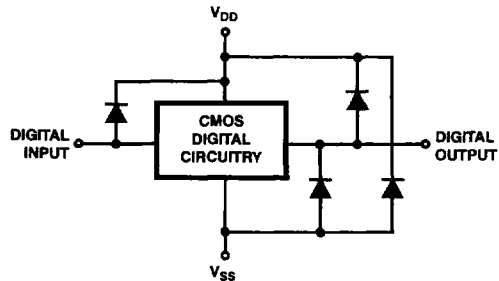 VDD
DIGITAL
INPUT
CMOS
DIGITAL
CIRCUITRY
DIGITAL
OUTPUT
VSS